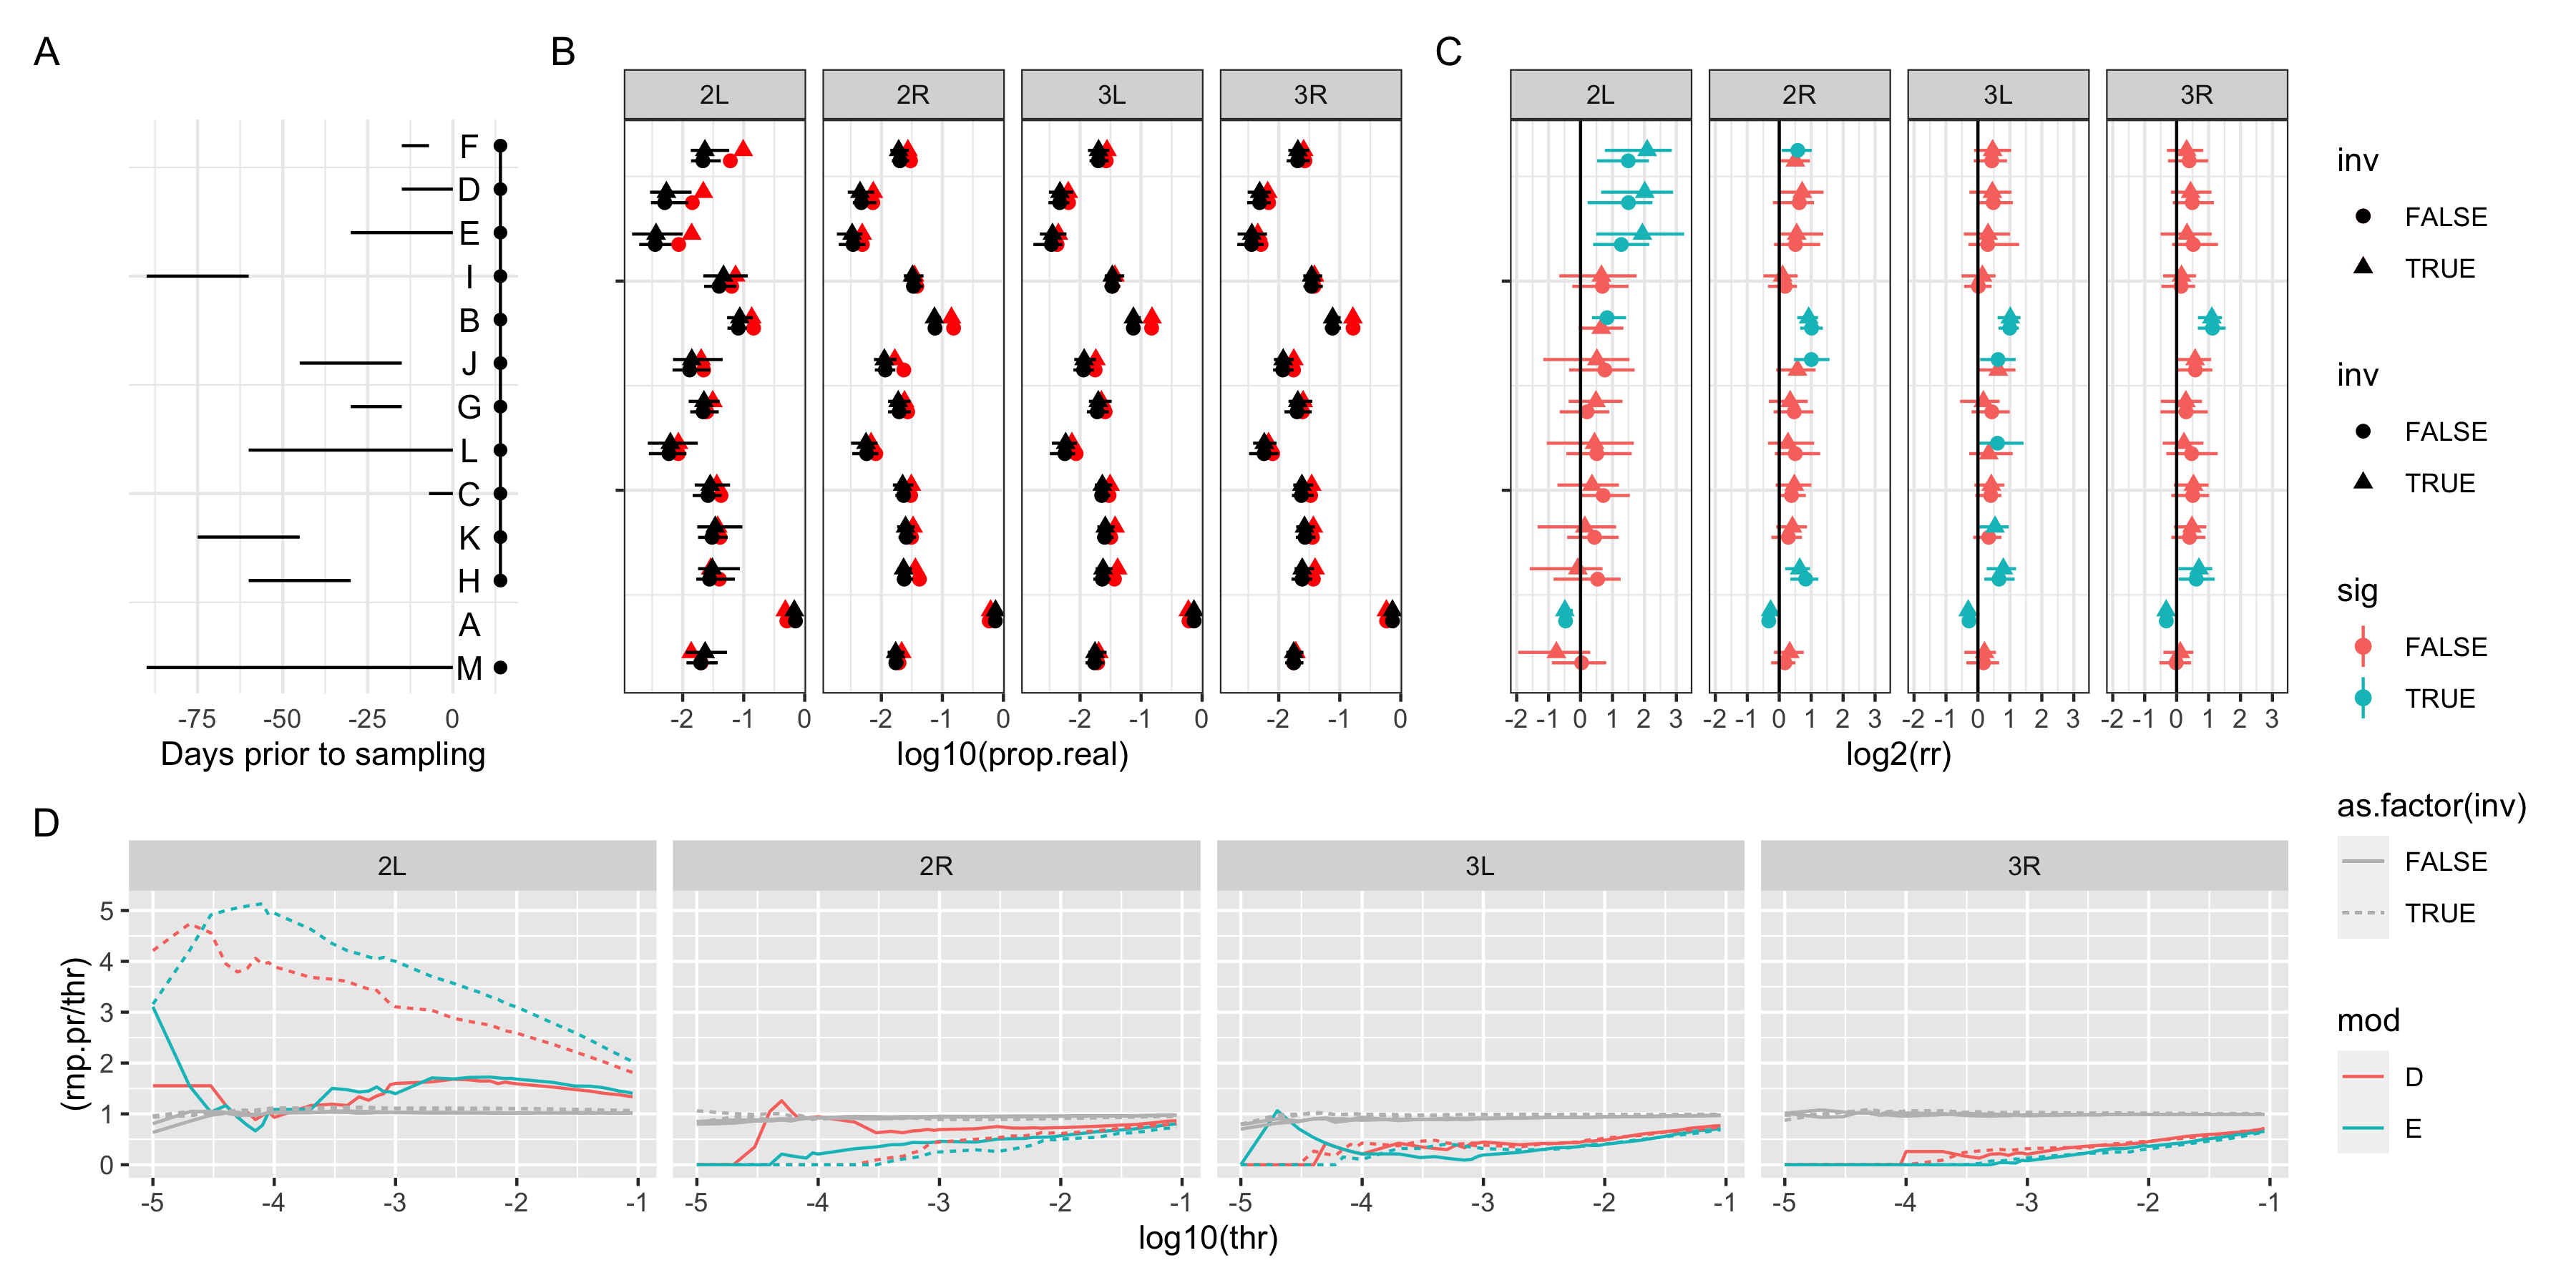 A
B
C
2L
2R
3L
3R
2L
2R
3L
3R
F
D
E
I
B
J
G
L
C
K
H
A
M
-75 -50 -25 0
-2 -1 0
-2 -1 0
-2 -1 0
-2 -1 0
-2 -1 0 1 2 3
-2 -1 0 1 2 3
-2 -1 0 1 2 3
-2 -1 0 1 2 3
Days prior to sampling
log10(prop.real)
log2(rr)
inv
FALSE
TRUE
inv
FALSE
TRUE
sig
FALSE
TRUE
D
2L
2R
3L
3R
5
4
3
2
1
0
(rnp.pr/thr)
-5 -4 -3 -2 -1
-5 -4 -3 -2 -1
-5 -4 -3 -2 -1
-5 -4 -3 -2 -1
log10(thr)
as.factor(inv)
FALSE
TRUE
mod
D
E